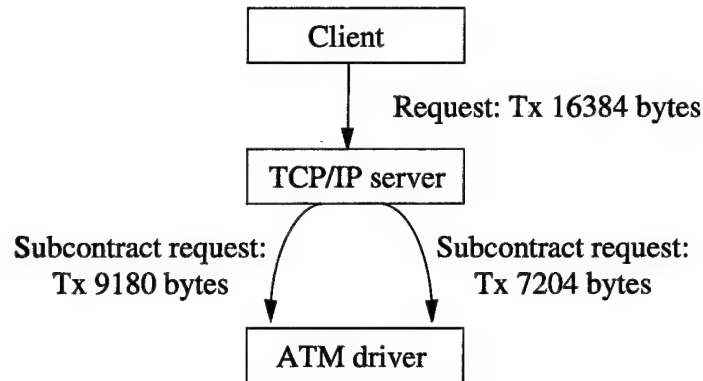 Client
Request: Tx 16384 bytes
TCP/IP server
Subcontract request:
Tx 9180 bytes
Subcontract request:
Tx 7204 bytes
ATM driver